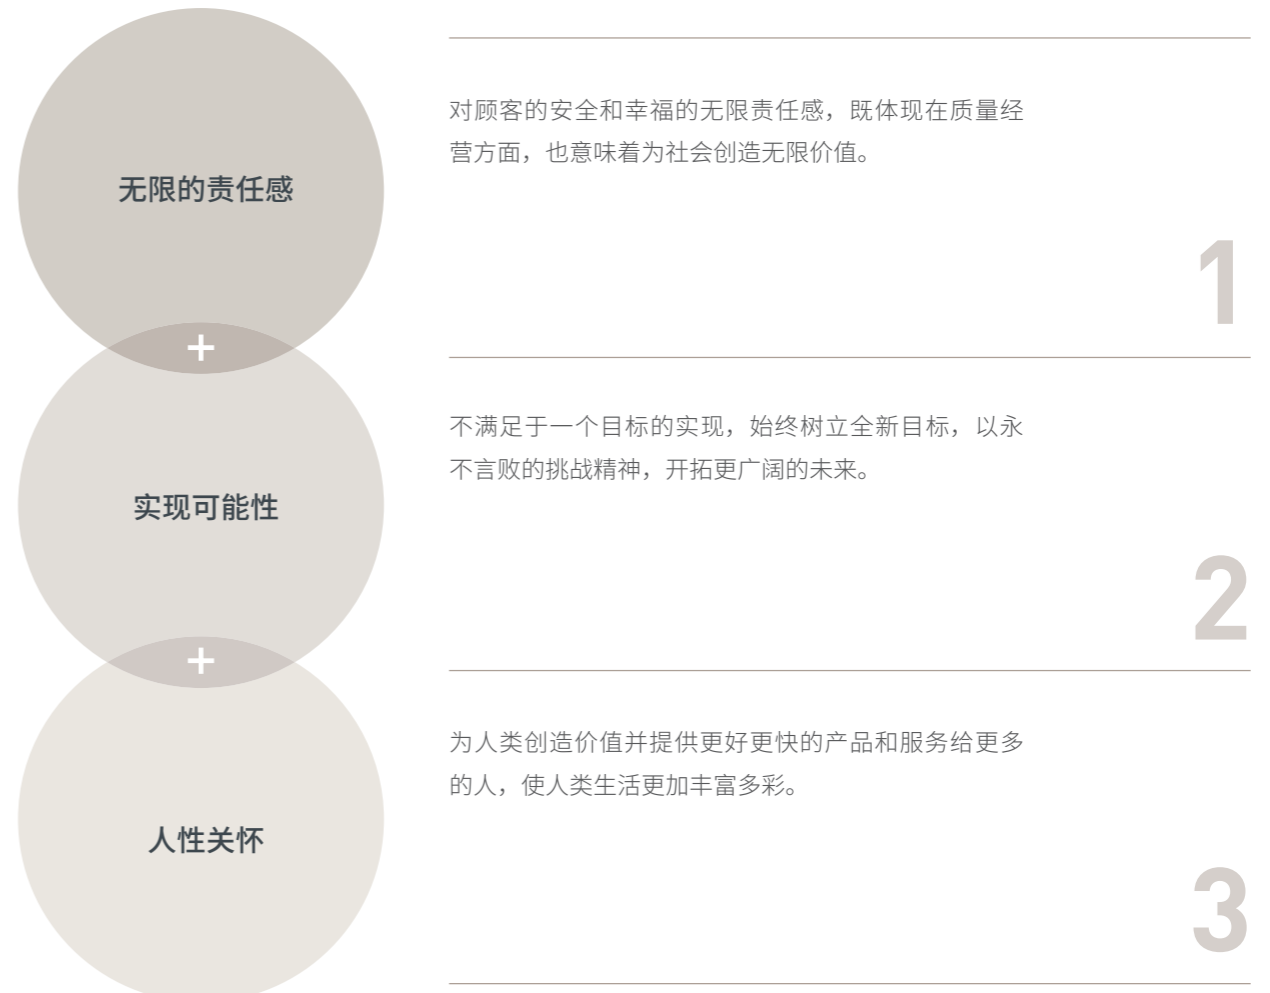 无限的责任感
对顾客的安全和幸福的无限责任感，既体现在质量经
营方面，也意味着为社会创造无限价值。
1
+
实现可能性
不满足于一个目标的实现，始终树立全新目标，以永
不言败的挑战精神，开拓更广阔的未来。
2
+
人性关怀
为人类创造价值并提供更好更快的产品和服务给更多
的人，使人类生活更加丰富多彩。
3